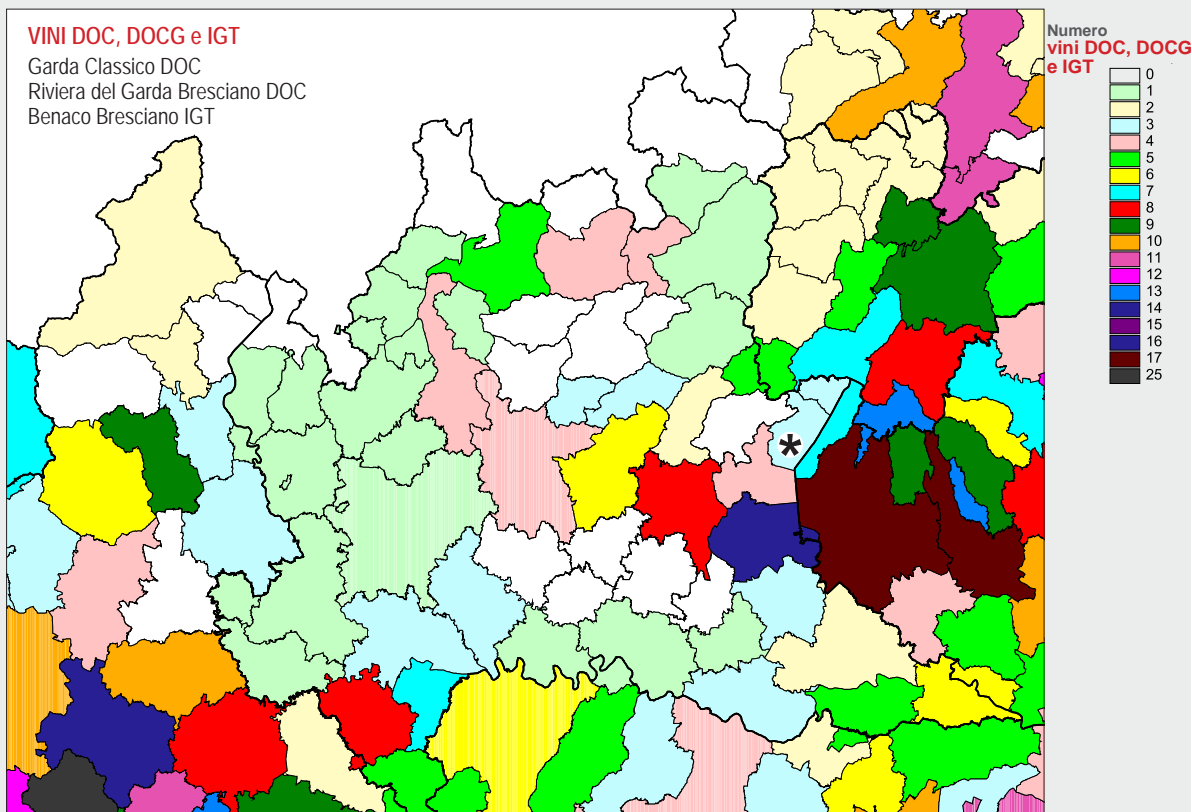 VINI DOC, DOCG e IGT
Garda Classico DOC
Riviera del Garda Bresciano DOC
Benaco Bresciano IGT
Numero
vini DOC, DOCG
e IGT
0
1
2
3
4
5
6
7
8
9
10
11
12
13
14
15
16
17
25
*